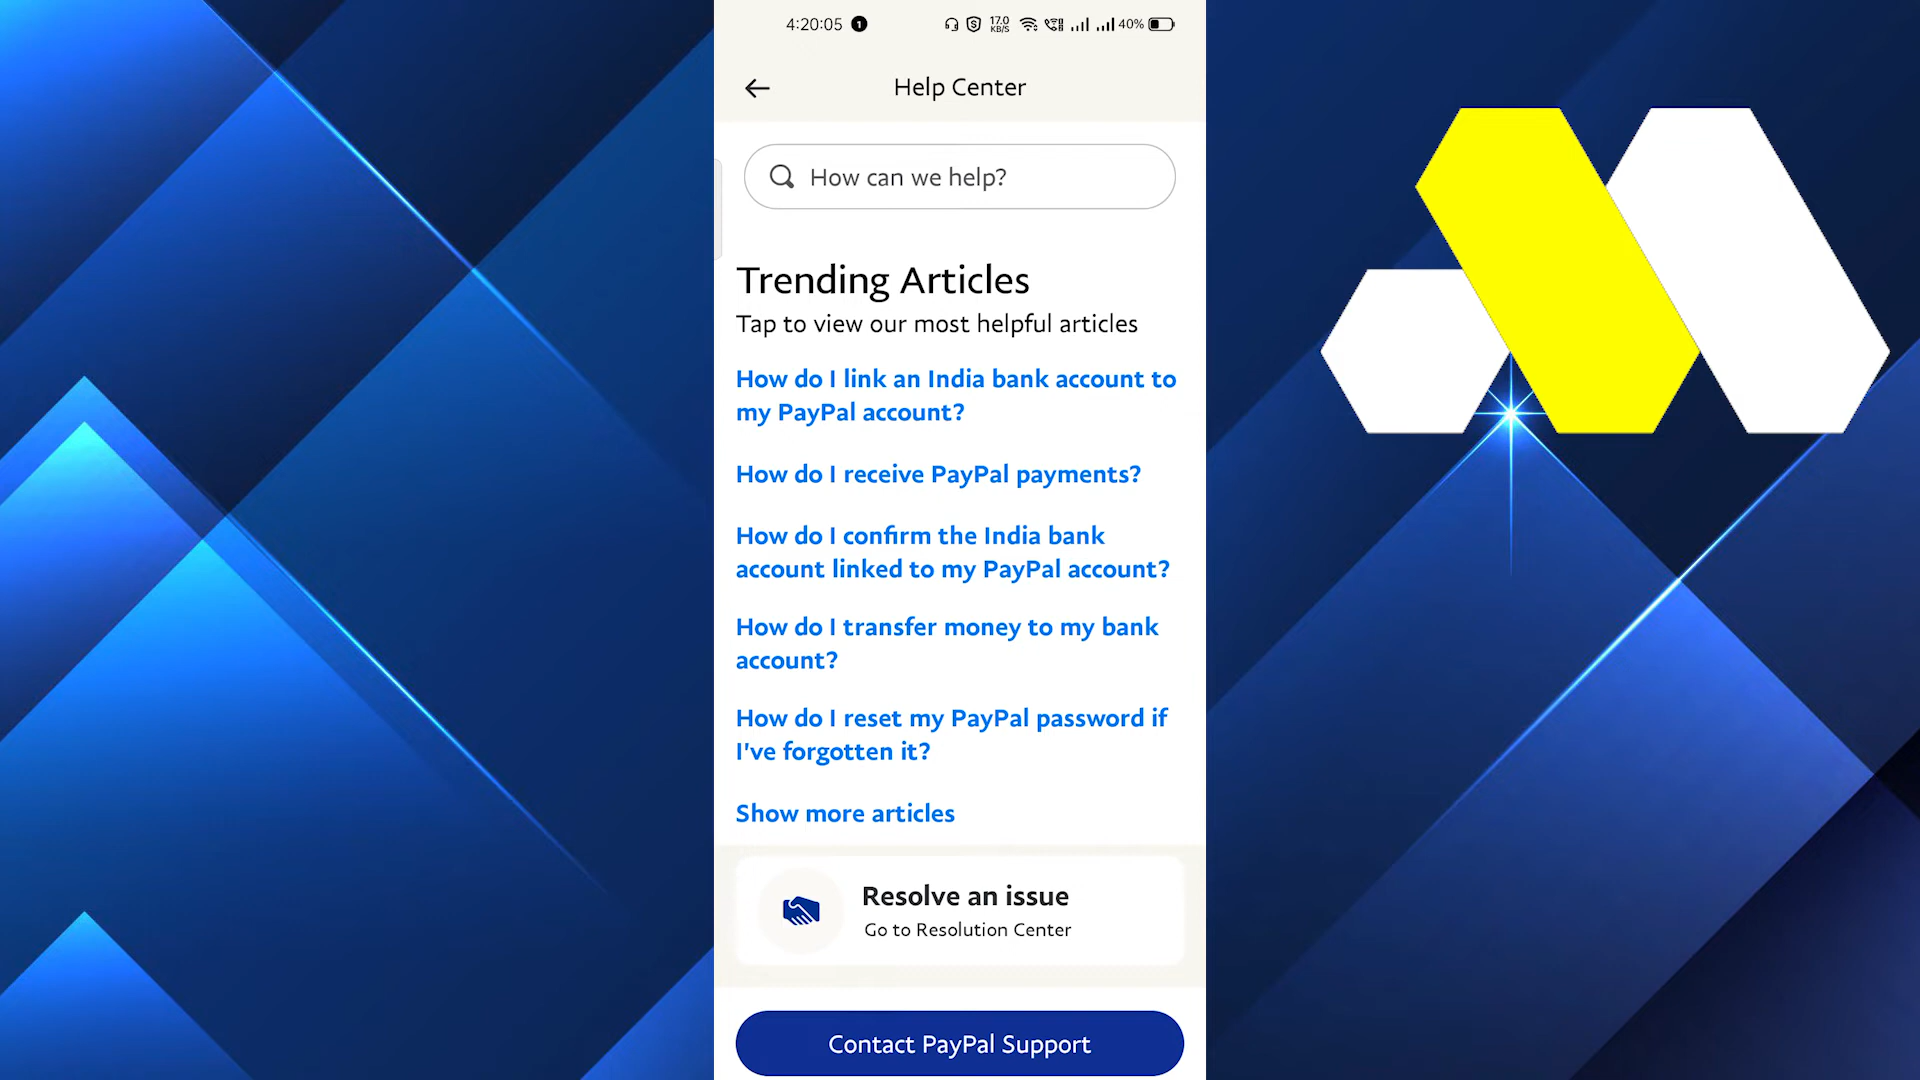 4:20:05 1 17.0 KB/S 40%
Help Center
How can we help?
Trending Articles
Tap to view our most helpful articles
How do I link an India bank account to
my PayPal account?
How do I receive PayPal payments?
How do I confirm the India bank
account linked to my PayPal account?
How do I transfer money to my bank
account?
How do I reset my PayPal password if
I've forgotten it?
Show more articles
Resolve an issue
Go to Resolution Center
Contact PayPal Support